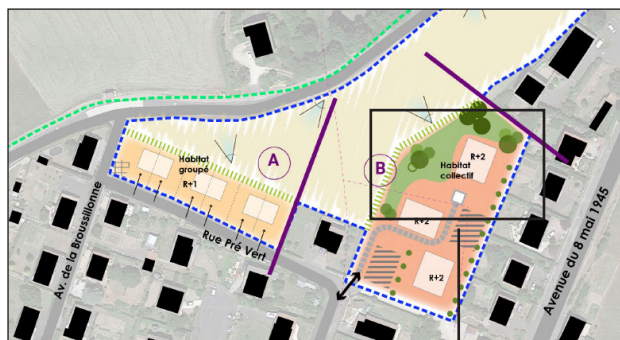 A
B
Habitat
groupé
R+1
Rue Pré Vert
Av. de la Broussillonne
R+2
Habitat
collectif
R+2
R+2
Avenue du 8 mai 1945